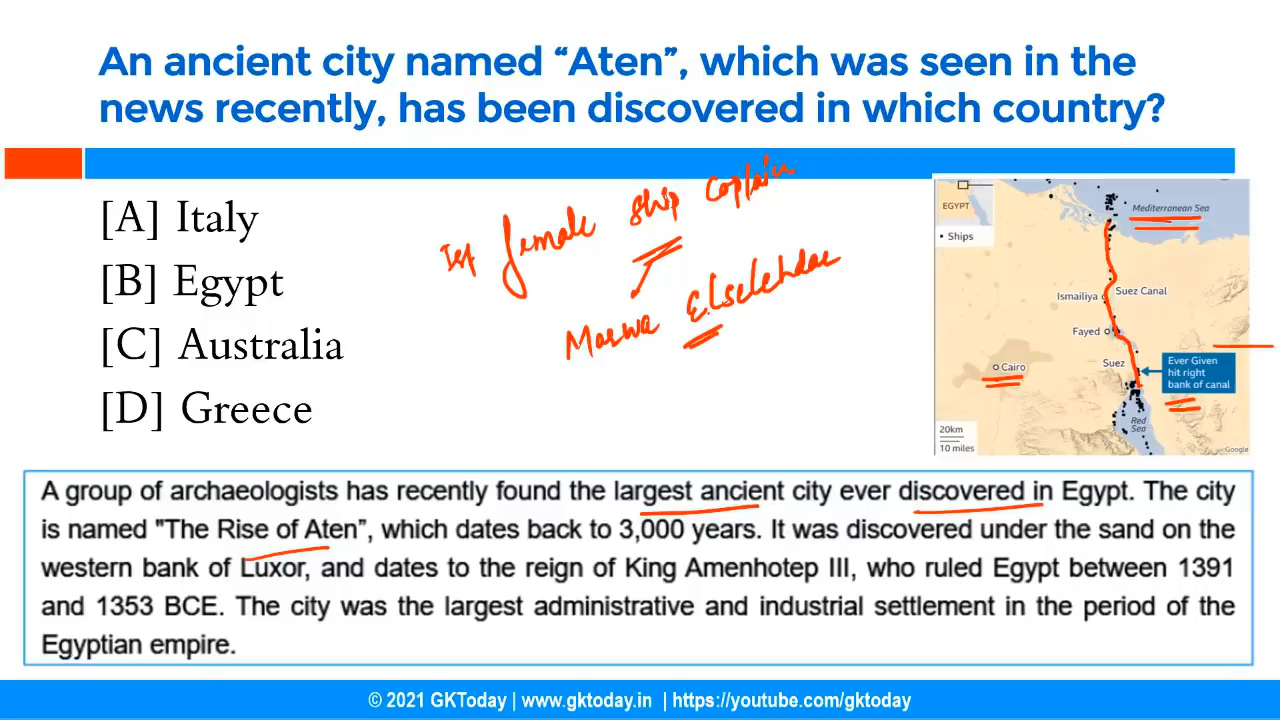 An ancient city named “Aten”, which was seen in the
news recently, has been discovered in which country?
[A] Italy
[B] Egypt
[C] Australia
[D] Greece
1st female ship captain
Marwa Elselehdar
EGYPT
Ships
Mediterranean Sea
Ismailiya
Suez Canal
Fayed
Suez
Cairo
Ever Given
hit right
bank of canal
Red
Sea
20km
10 miles
Google
A group of archaeologists has recently found the largest ancient city ever discovered in Egypt. The city
is named "The Rise of Aten”, which dates back to 3,000 years. It was discovered under the sand on the
western bank of Luxor, and dates to the reign of King Amenhotep III, who ruled Egypt between 1391
and 1353 BCE. The city was the largest administrative and industrial settlement in the period of the
Egyptian empire.
© 2021 GKToday | www.gktoday.in | https://youtube.com/gktoday